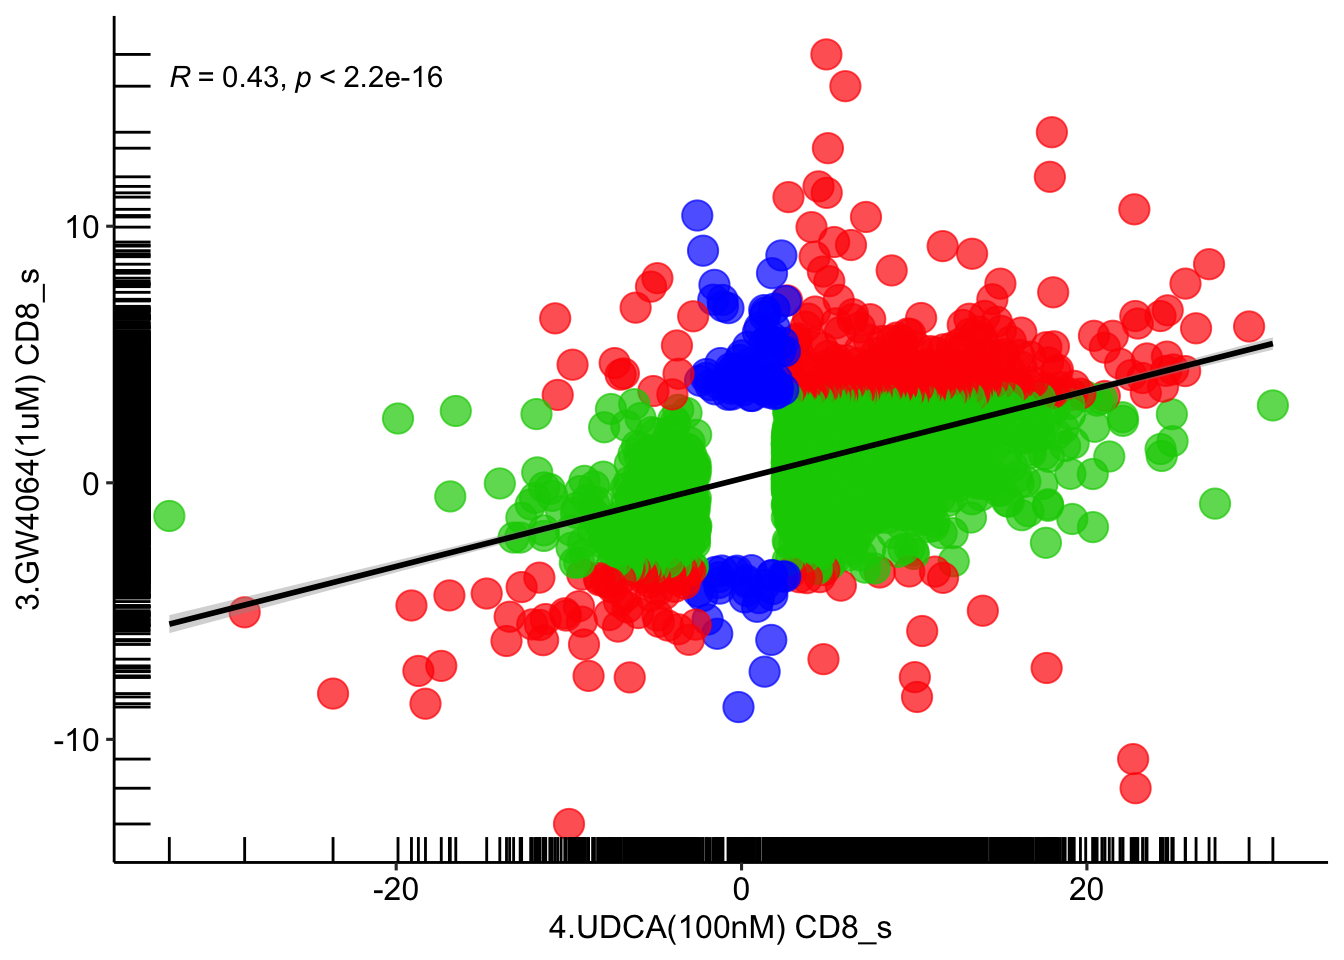 R = 0.43, p < 2.2e-16
3.GW4064(1uM) CD8_s
10
0
-10
-20
0
20
4.UDCA(100nM) CD8_s